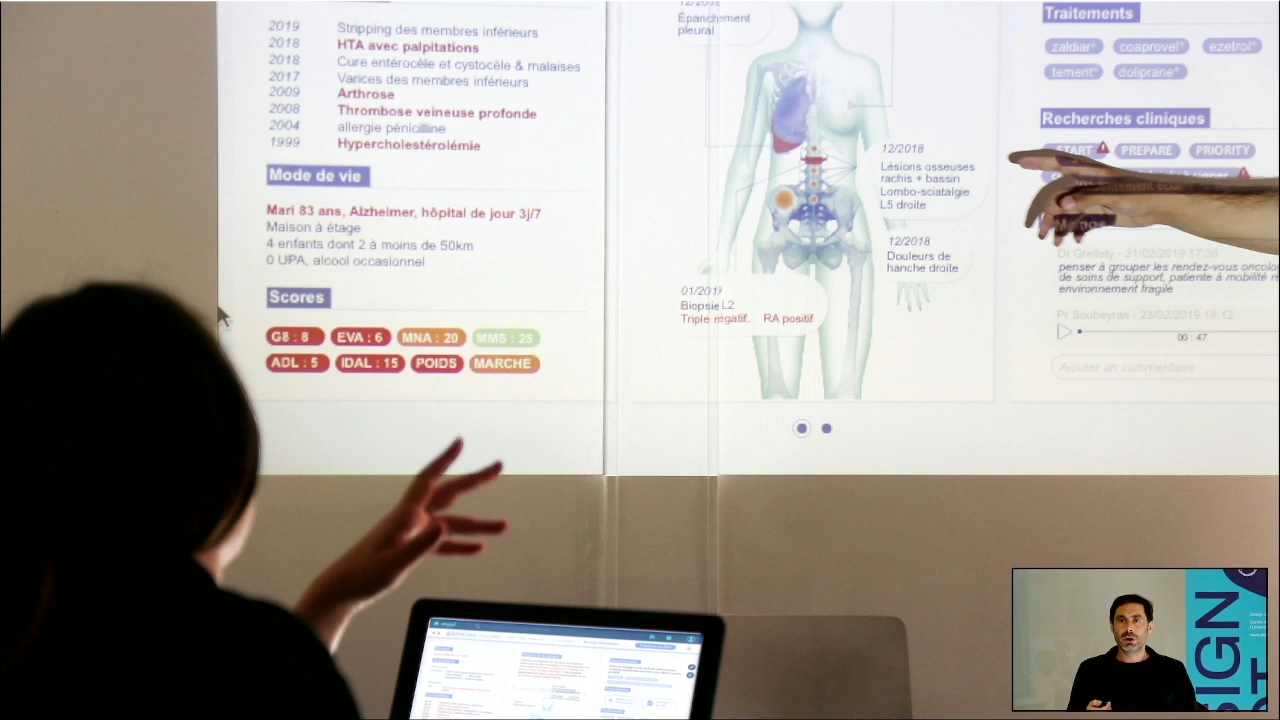 2019 Stripping des membres inférieurs
2018 HTA avec palpitations
2018 Cure entérocèle et cystocèle & malaises
2017 Varices des membres inférieurs
2009 Arthrose
2008 Thrombose veineuse profonde
2004 allergie pénicilline
1999 Hypercholestérolémie
Mode de vie
Mari 83 ans, Alzheimer, hôpital de jour 3j/7
Maison à étage
4 enfants dont 2 à moins de 50km
0 UPA, alcool occasionnel
Scores
G8 : 8 EVA : 6 MNA : 20 MMS : 25
ADL : 5 IDAL : 15 POIDS MARCHE
Épanchement
pleural
12/2018
Lésions osseuses
rachis + bassin
Lombo-sciatalgie
L5 droite
12/2018
Douleurs de
hanche droite
01/2019
Biopsie L2
Triple négatif. RA positif
Traitements
zaldiar® coaprovel® ezetrol®
temerit® doliprane®
Recherches cliniques
START PREPARE PRIORITY
à signer
Dr Grellety - 21/02/2019 17:38
penser à grouper les rendez-vous
de soins de support, patiente à mobilité
environnement fragile
Pr Soubeyran
18:12
00 : 47
Ajouter un commentaire
IGN